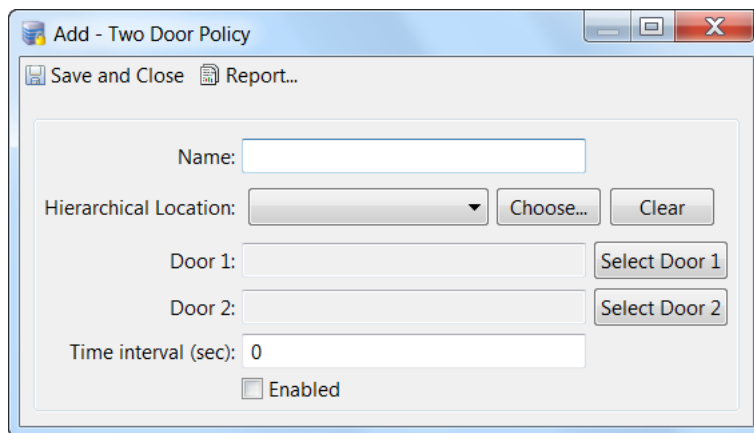 Add - Two Door Policy
Save and Close Report...
Name:
Hierarchical Location: Choose... Clear
Door 1: Select Door 1
Door 2: Select Door 2
Time interval (sec): 0
Enabled